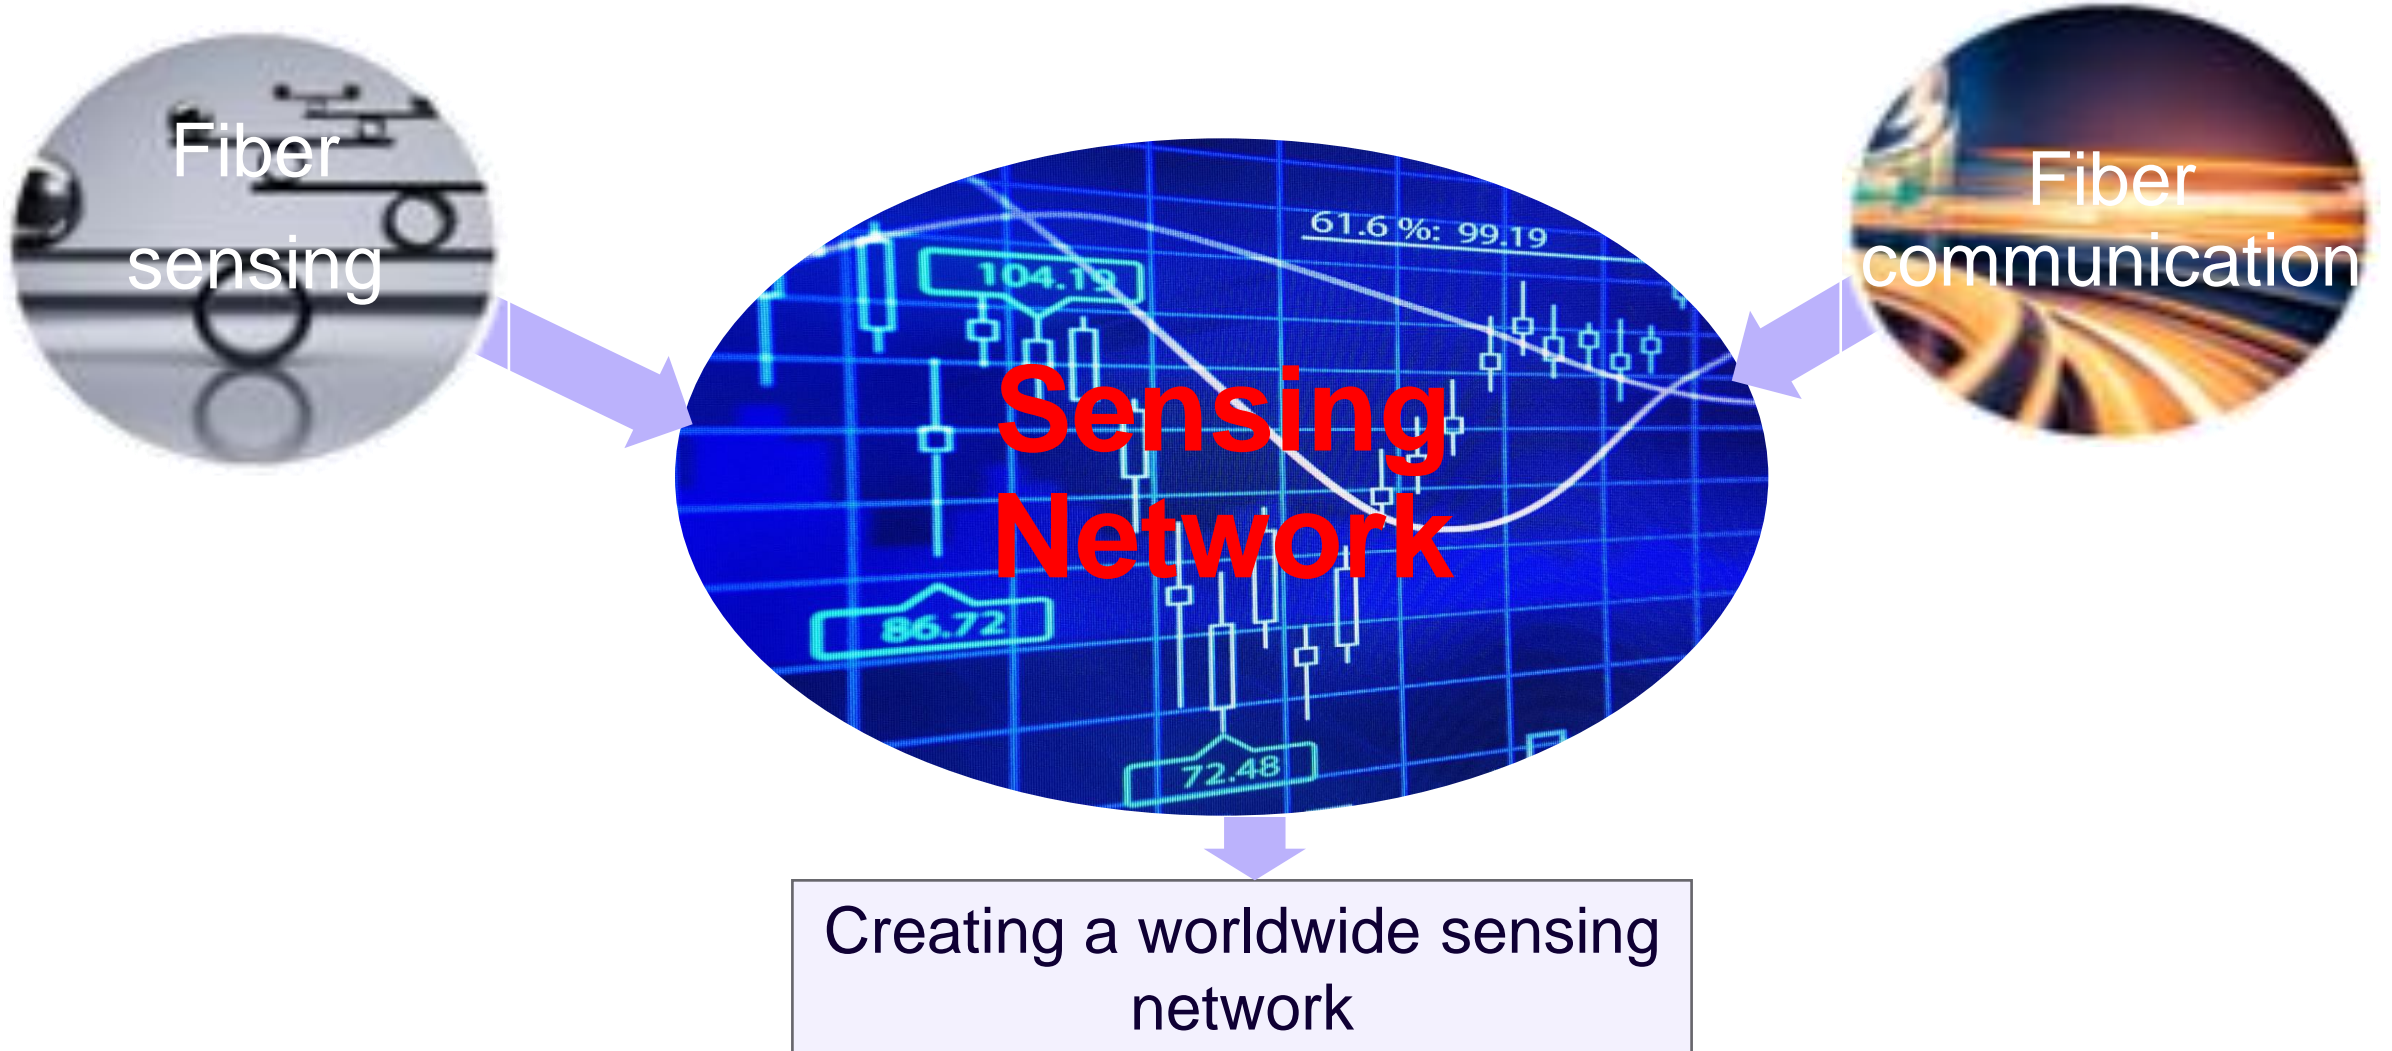 Fiber
sensing
Fiber
communication
61.6 %: 99.19
104.19
Sensing
Network
86.72
72.48
Creating a worldwide sensing
network